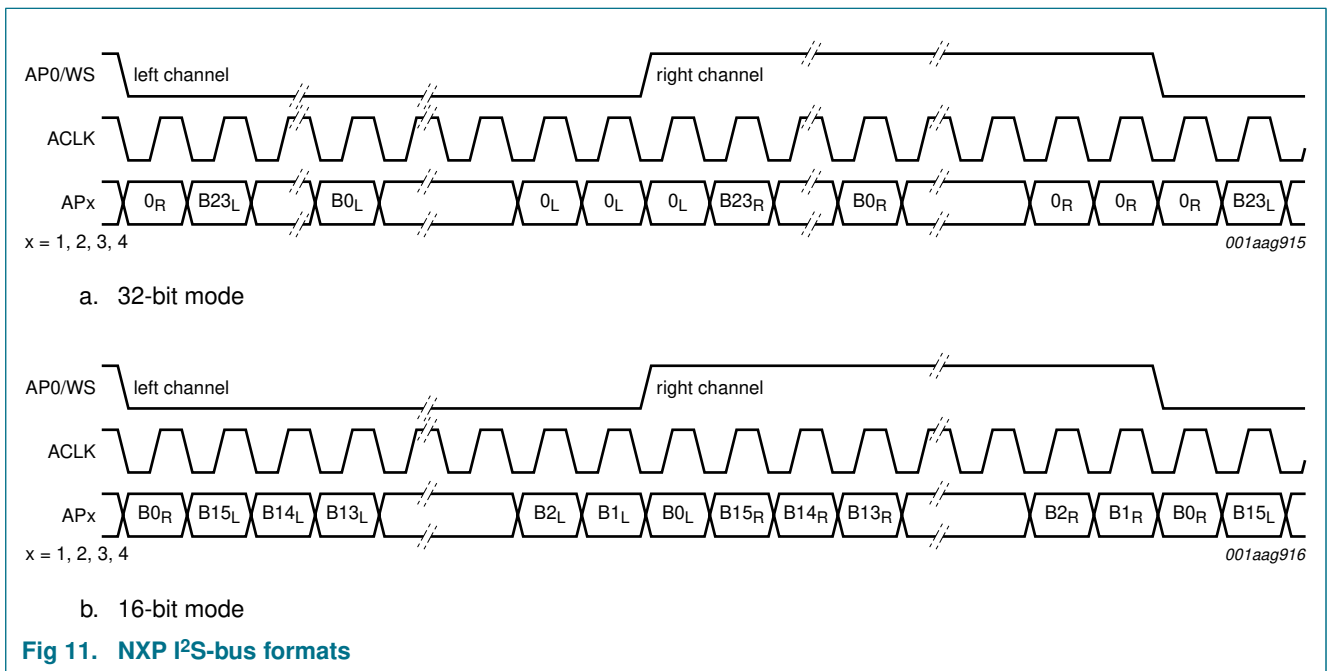 AP0/WS left channel right channel
ACLK
APx 0R B23L B0L 0L 0L 0L B23R B0R 0R 0R 0R B23L
x = 1, 2, 3, 4 001aag915
a. 32-bit mode
AP0/WS left channel right channel
ACLK
APx B0R B15L B14L B13L B2L B1L B0L B15R B14R B13R B2R B1R B0R B15L
x = 1, 2, 3, 4 001aag916
b. 16-bit mode
Fig 11. NXP I²S-bus formats